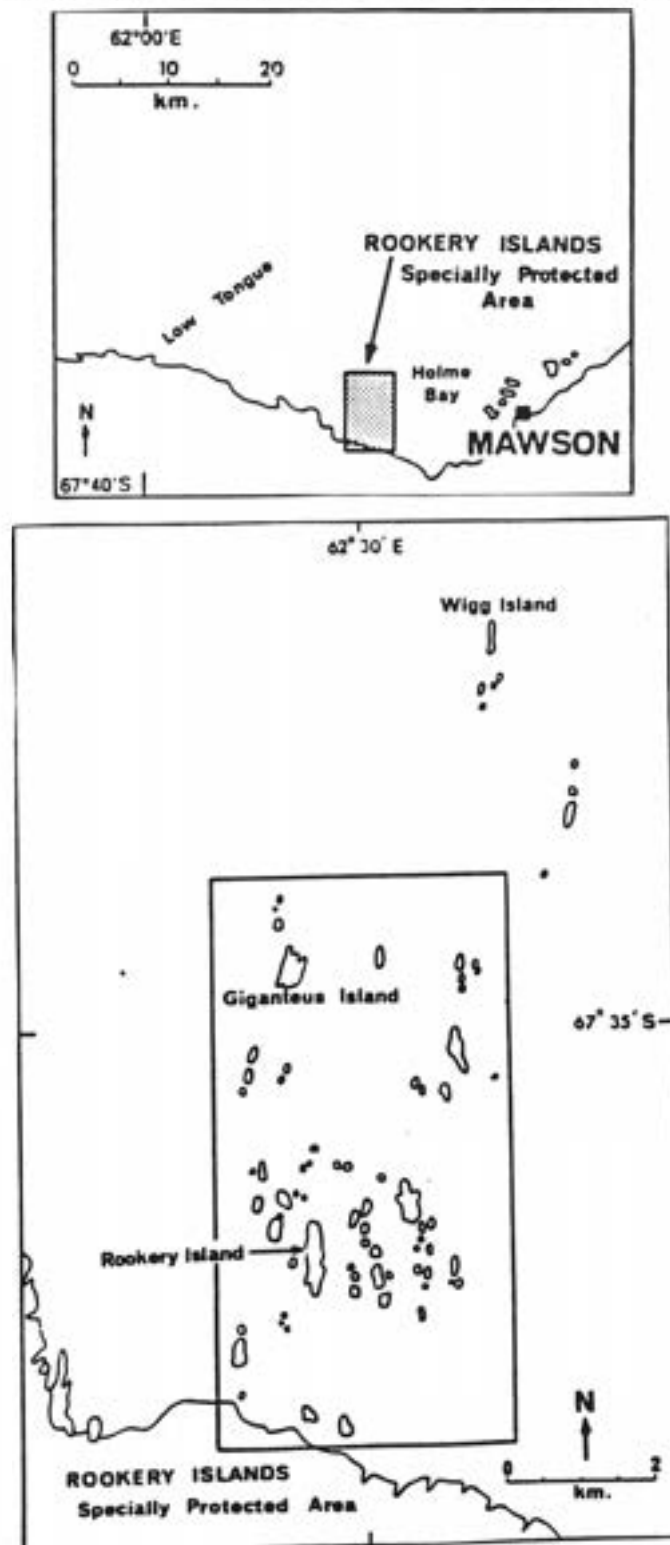 62°00'E
0 10 20
km.
ROOKERY ISLANDS
Specially Protected
Area
Low Tongue
Holme
Bay
N
MAWSON
67°40'S
62°30'E
Wigg Island
Giganteus Island
67°35'S
Rookery Island
N
0 2
km.
ROOKERY ISLANDS
Specially Protected Area